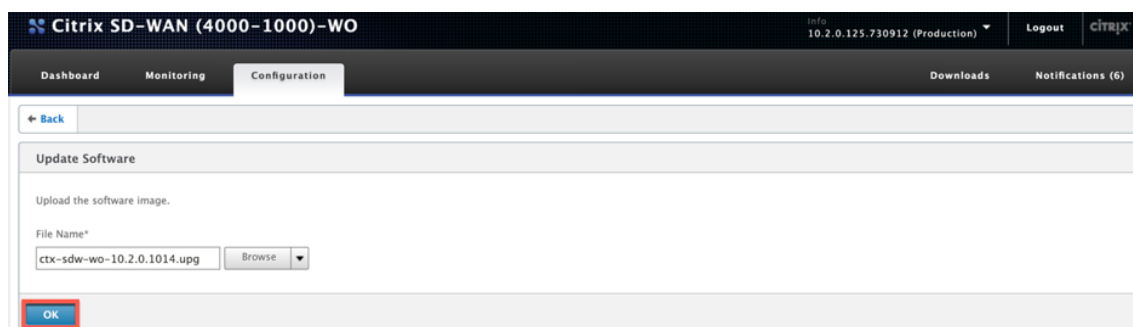 Citrix SD-WAN (4000-1000)-WO
Info
10.2.0.125.730912 (Production)
Logout
CİTRIX
Dashboard Monitoring Configuration Downloads Notifications (6)
← Back
Update Software
Upload the software image.
File Name*
ctx-sdw-wo-10.2.0.1014.upg Browse
OK